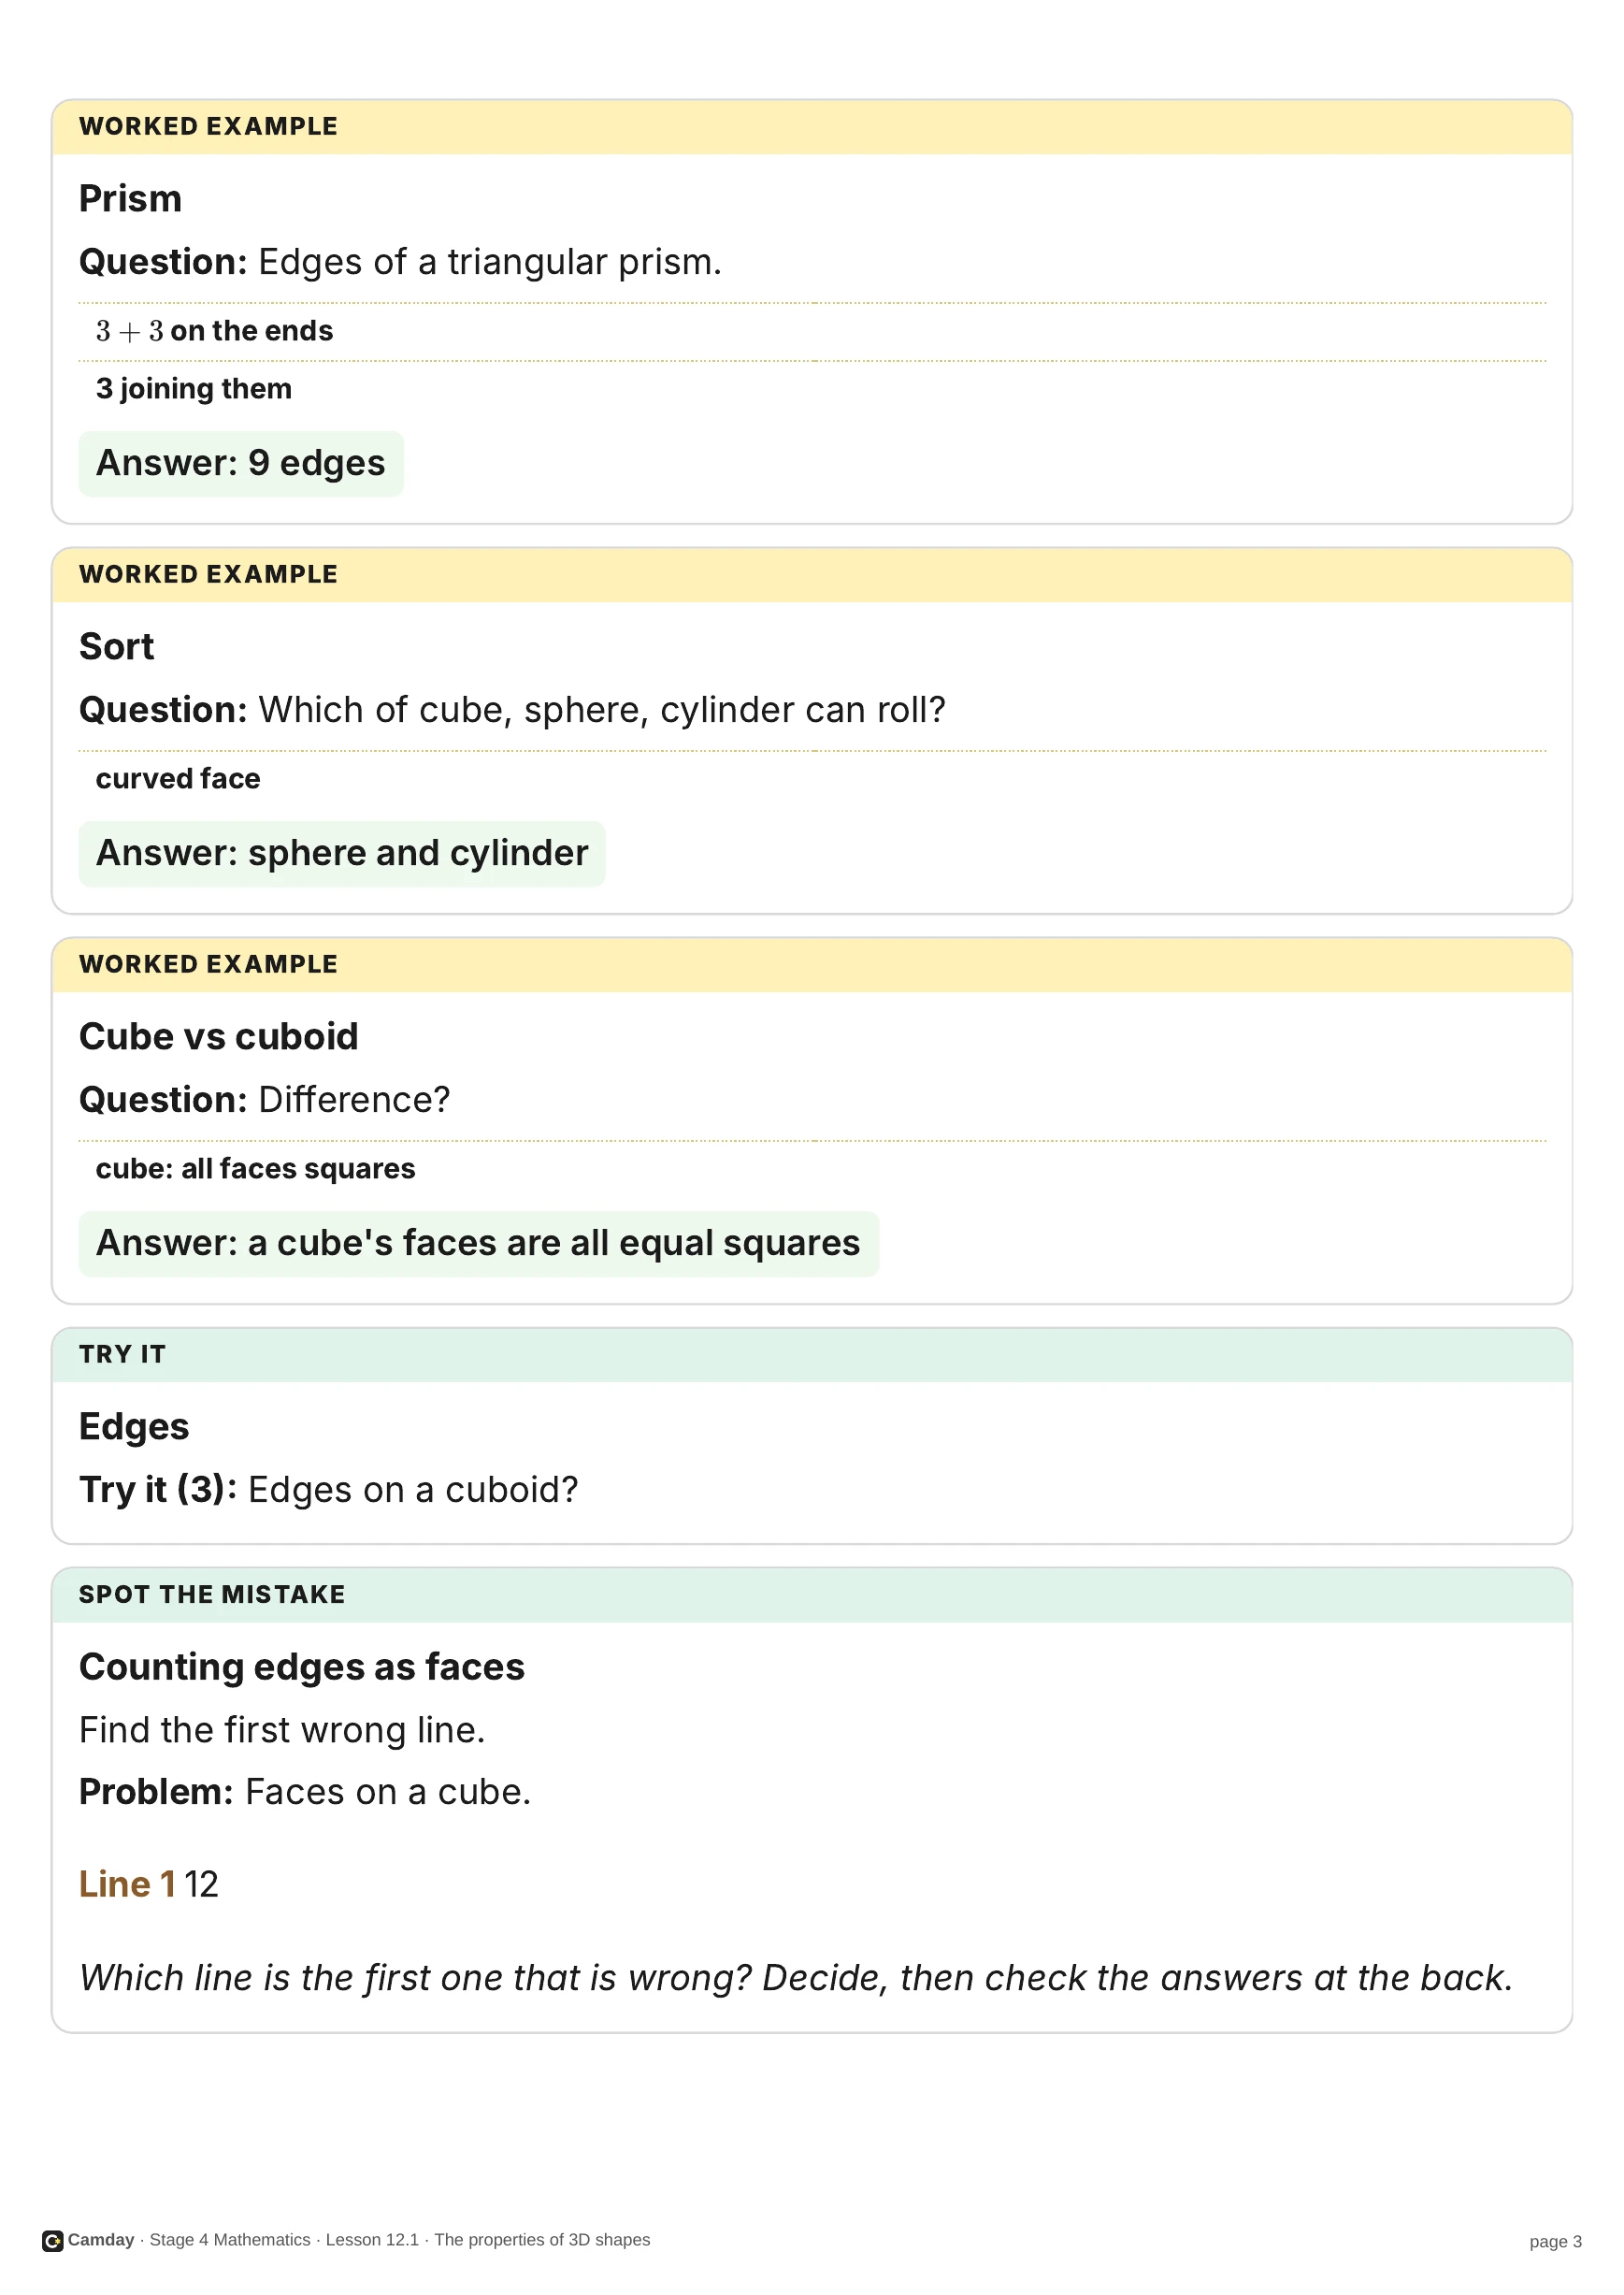 WORKED EXAMPLE
Prism
Question: Edges of a triangular prism.
3 + 3 on the ends
3 joining them
Answer: 9 edges
WORKED EXAMPLE
Sort
Question: Which of cube, sphere, cylinder can roll?
curved face
Answer: sphere and cylinder
WORKED EXAMPLE
Cube vs cuboid
Question: Difference?
cube: all faces squares
Answer: a cube's faces are all equal squares
TRY IT
Edges
Try it (3): Edges on a cuboid?
SPOT THE MISTAKE
Counting edges as faces
Find the first wrong line.
Problem: Faces on a cube.
Line 1 12
Which line is the first one that is wrong? Decide, then check the answers at the back.
Camday · Stage 4 Mathematics · Lesson 12.1 · The properties of 3D shapes
page 3